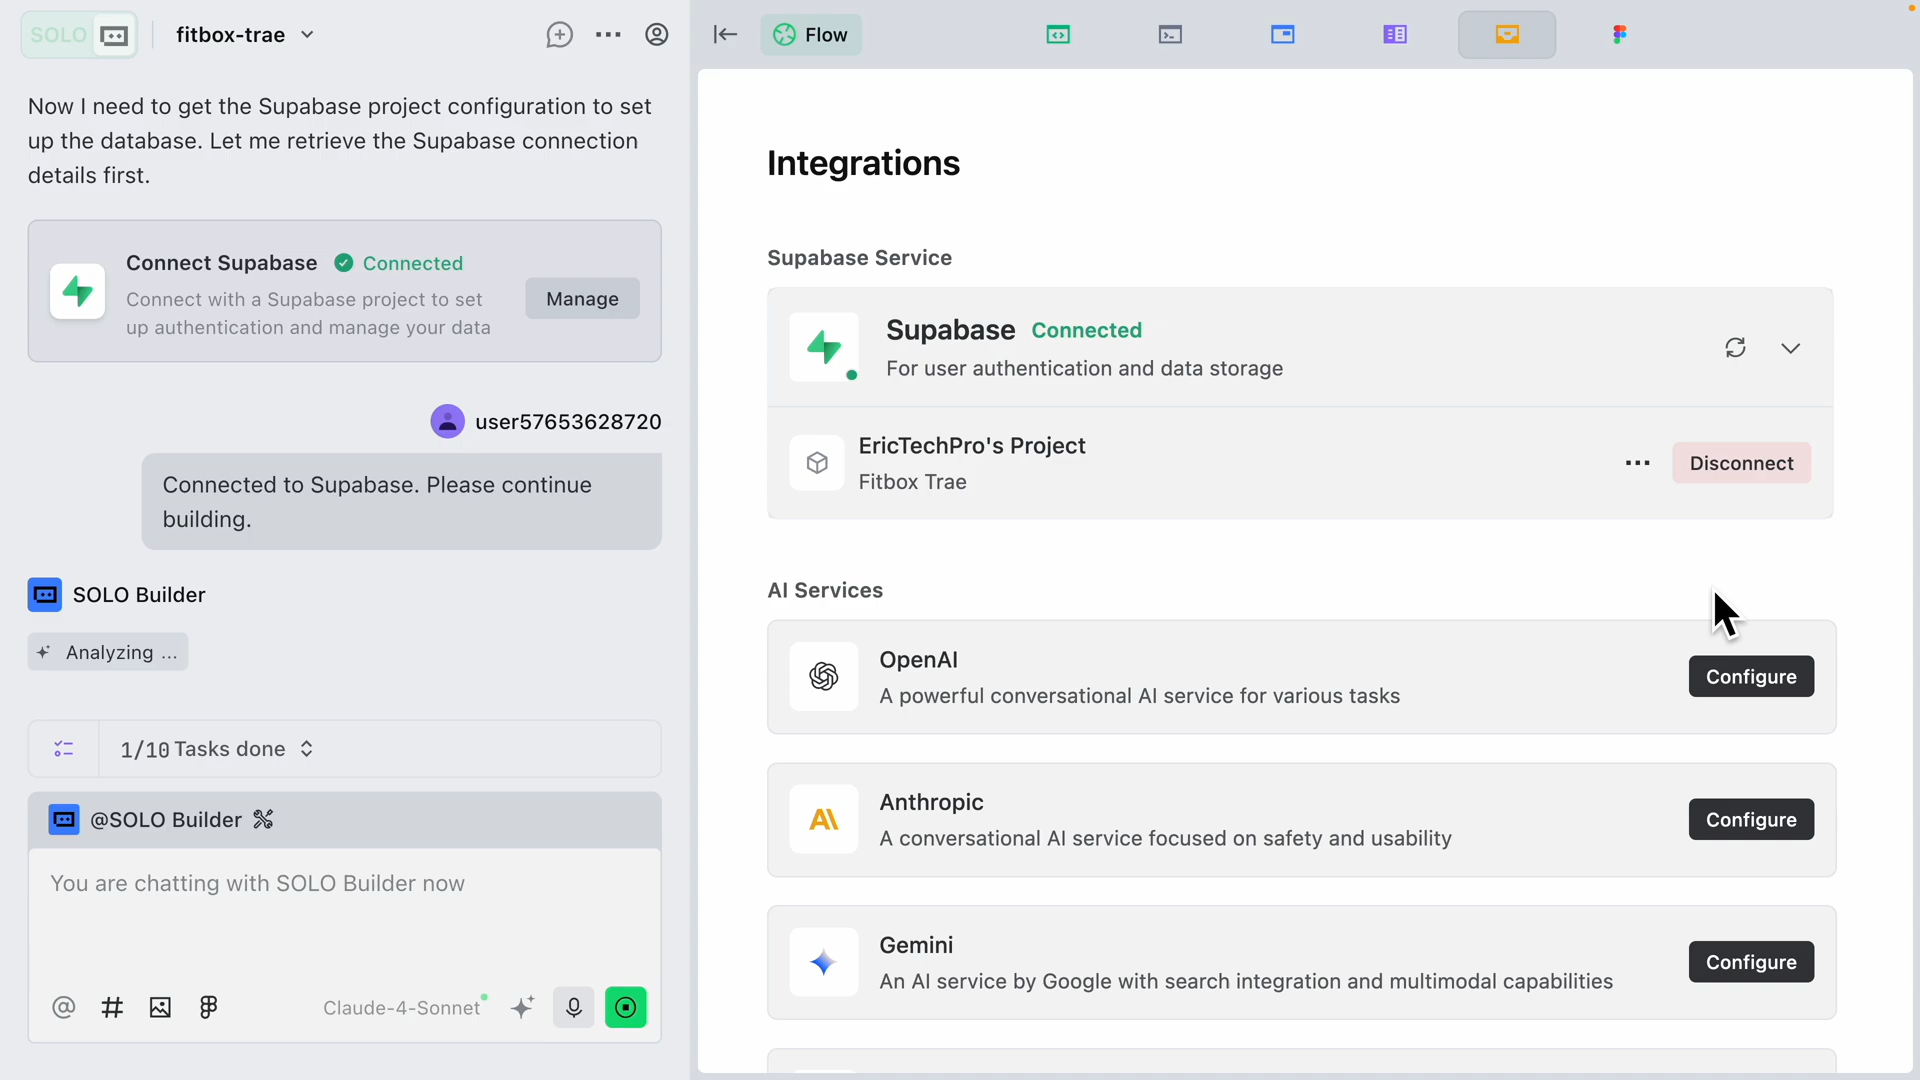 SOLO
fitbox-trae
Flow
Now I need to get the Supabase project configuration to set
up the database. Let me retrieve the Supabase connection
details first.
Connect Supabase
Connected
Connect with a Supabase project to set
up authentication and manage your data
Manage
user57653628720
Connected to Supabase. Please continue
building.
SOLO Builder
Analyzing ...
1/10 Tasks done
@SOLO Builder
You are chatting with SOLO Builder now
Claude-4-Sonnet
Integrations
Supabase Service
Supabase
Connected
For user authentication and data storage
EricTechPro's Project
Fitbox Trae
Disconnect
AI Services
OpenAI
A powerful conversational AI service for various tasks
Configure
Anthropic
A conversational AI service focused on safety and usability
Configure
Gemini
An AI service by Google with search integration and multimodal capabilities
Configure